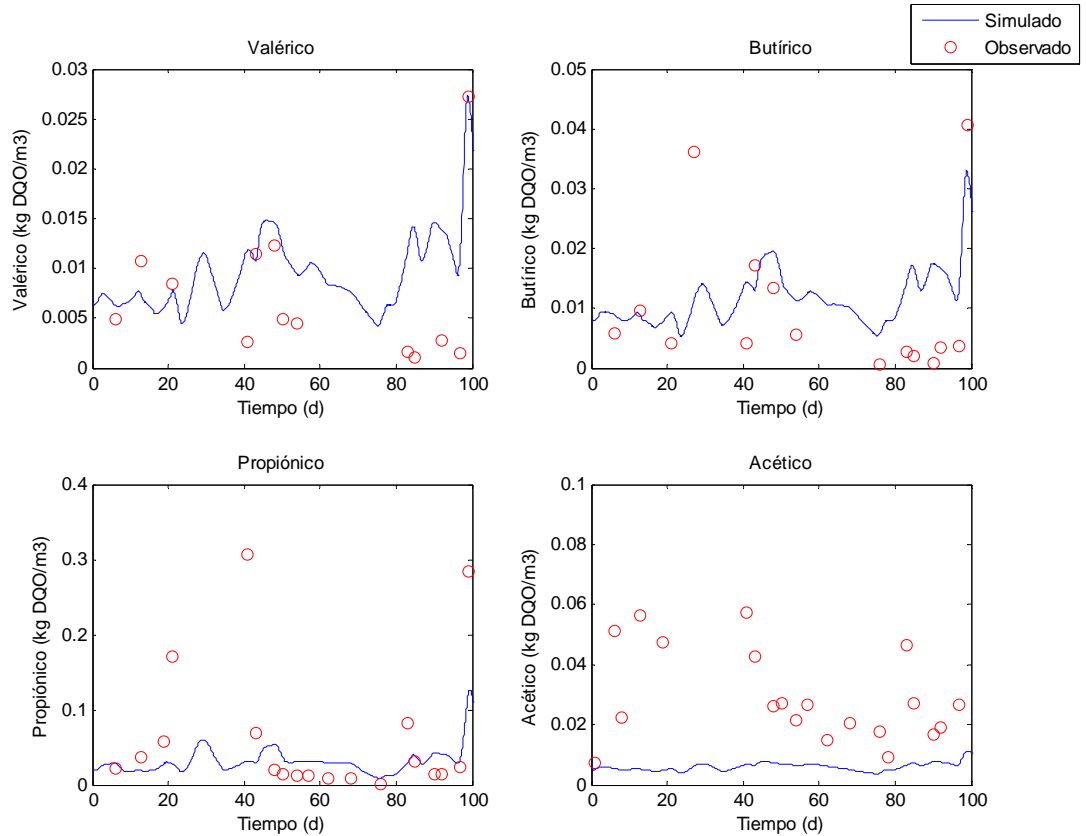 Simulado
Observado
Valérico
0.03
0.025
0.02
0.015
0.01
0.005
0
Valérico (kg DQO/m3)
0 20 40 60 80 100
Tiempo (d)
Butírico
0.05
0.04
0.03
0.02
0.01
0
Butírico (kg DQO/m3)
0 20 40 60 80 100
Tiempo (d)
Propiónico
0.4
0.3
0.2
0.1
0
Propiónico (kg DQO/m3)
0 20 40 60 80 100
Tiempo (d)
Acético
0.1
0.08
0.06
0.04
0.02
0
Acético (kg DQO/m3)
0 20 40 60 80 100
Tiempo (d)